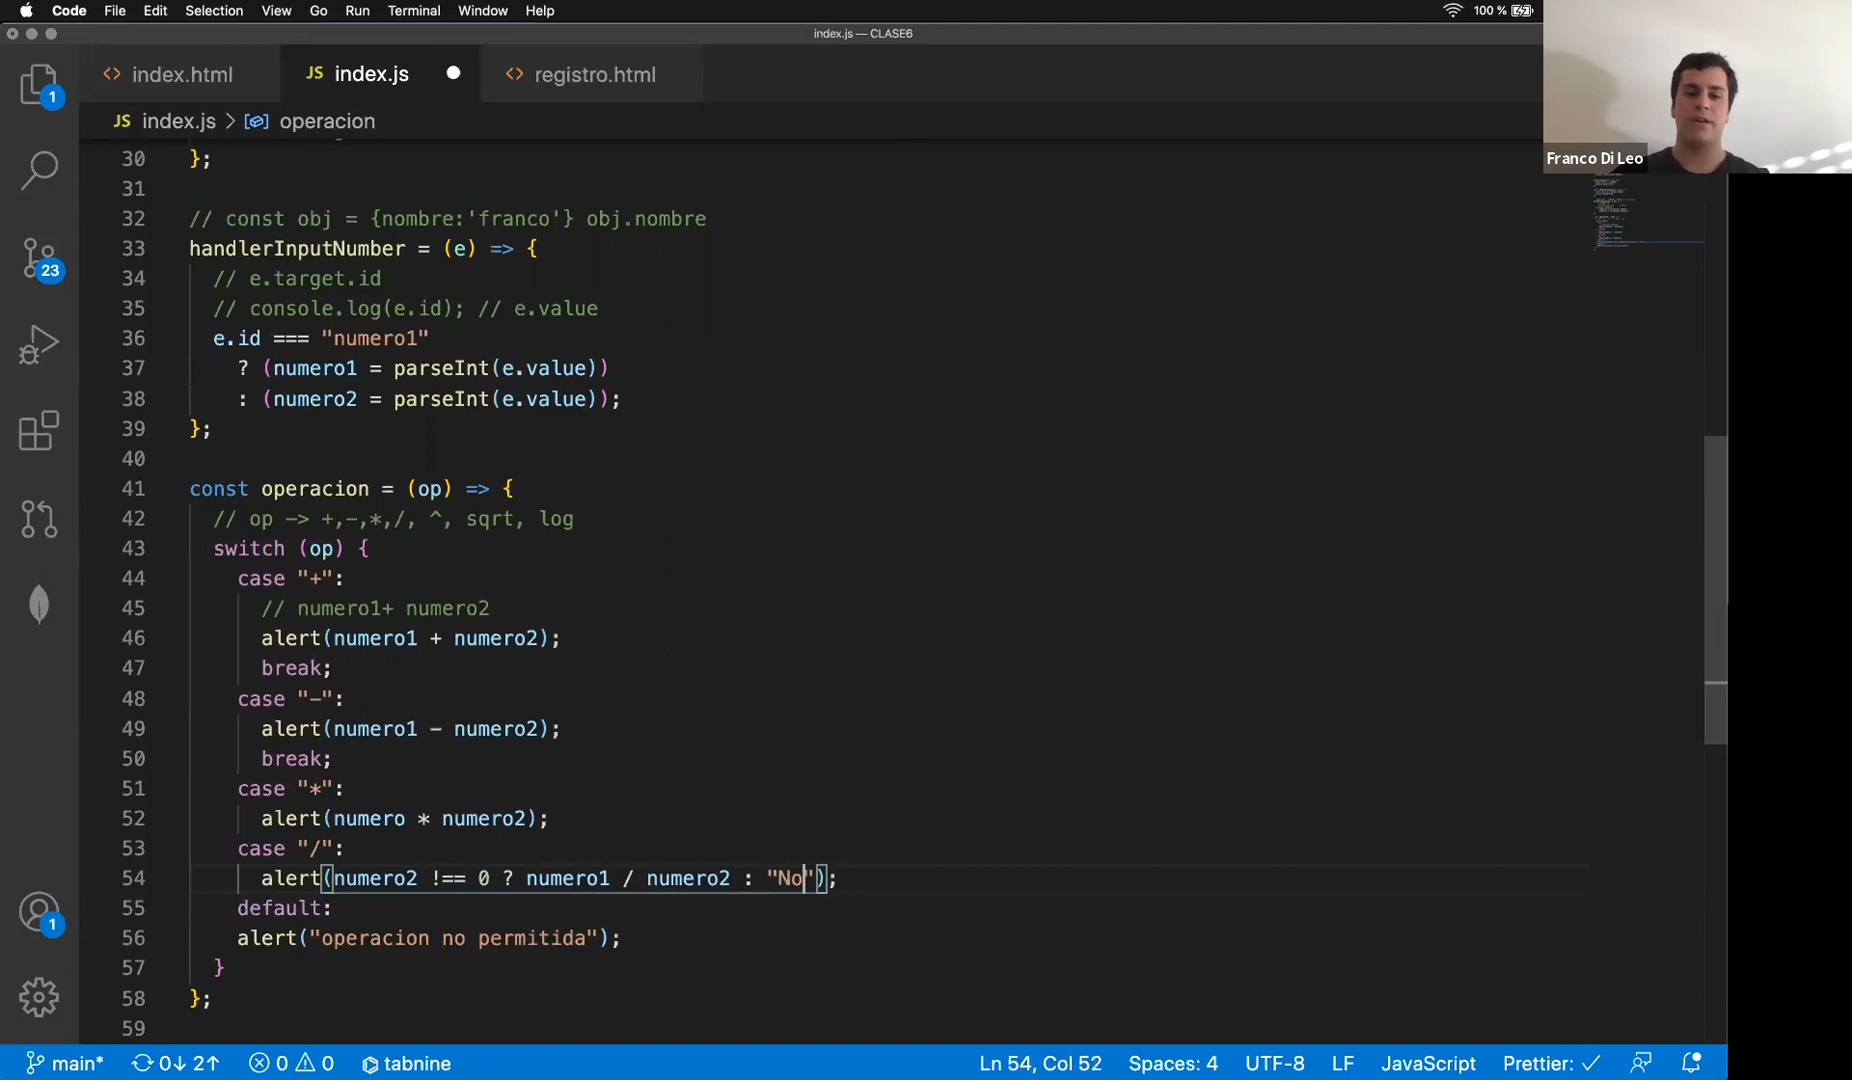 Code File Edit Selection View Go Run Terminal Window Help 100 %
index.js — CLASE6
index.html JS index.js registro.html
JS index.js > operacion
Franco Di Leo
1
23
1
30 };
31
32 // const obj = {nombre:'franco'} obj.nombre
33 handlerInputNumber = (e) => {
34 // e.target.id
35 // console.log(e.id); // e.value
36 e.id === "numero1"
37 ? (numero1 = parseInt(e.value))
38 : (numero2 = parseInt(e.value));
39 };
40
41 const operacion = (op) => {
42 // op -> +,-,*,/, ^, sqrt, log
43 switch (op) {
44 case "+":
45 // numero1+ numero2
46 alert(numero1 + numero2);
47 break;
48 case "-":
49 alert(numero1 - numero2);
50 break;
51 case "*":
52 alert(numero * numero2);
53 case "/":
54 alert(numero2 !== 0 ? numero1 / numero2 : "No");
55 default:
56 alert("operacion no permitida");
57 }
58 };
59
main* 0↓ 2↑ 0 0 tabnine Ln 54, Col 52 Spaces: 4 UTF-8 LF JavaScript Prettier: ✓